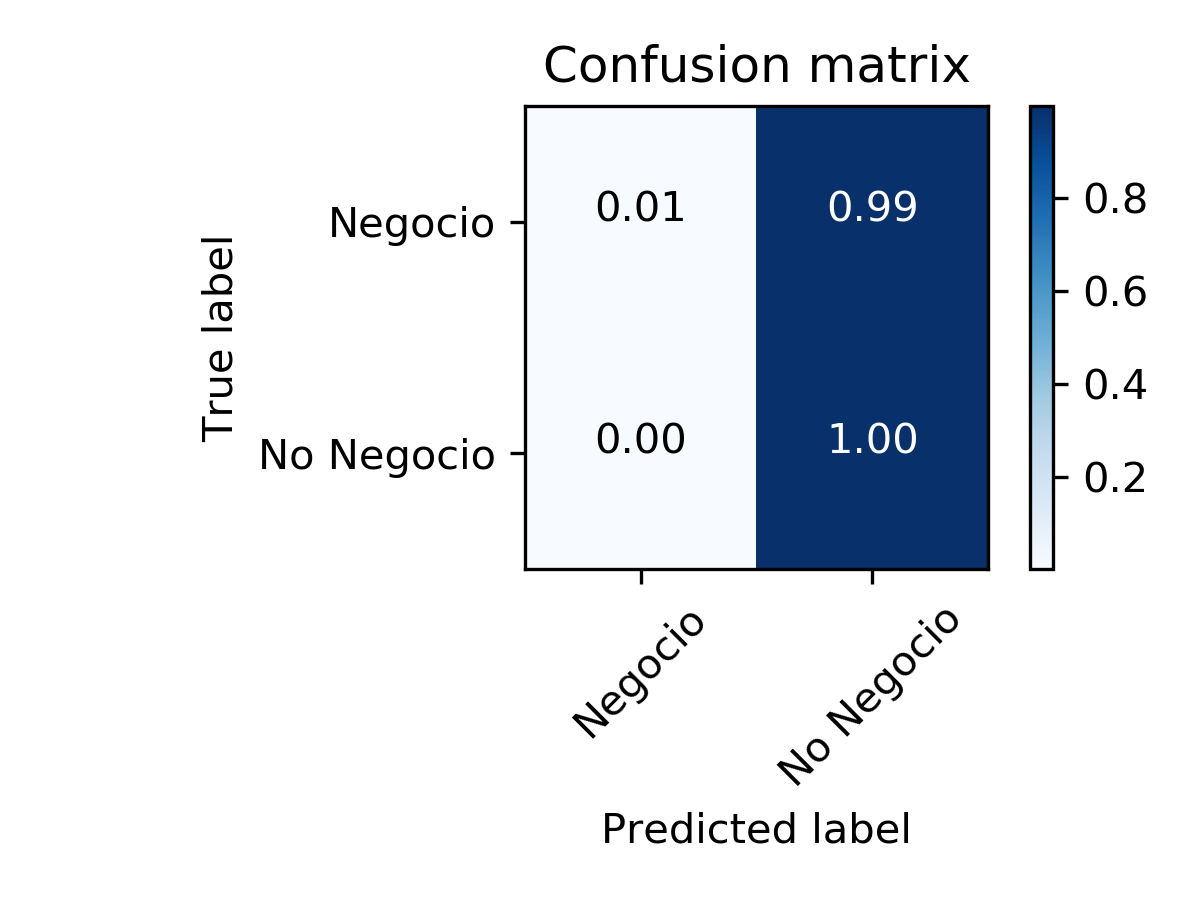 Confusion matrix
True label
Negocio
0.01 0.99
No Negocio
0.00 1.00
0.8
0.6
0.4
0.2
Negocio
No Negocio
Predicted label